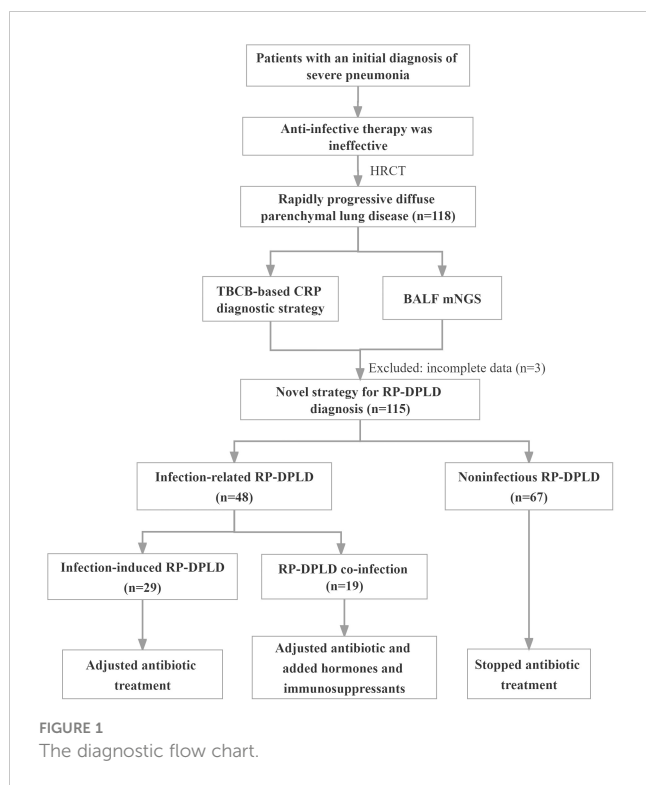 Patients with an initial diagnosis of
severe pneumonia
Anti-infective therapy was
ineffective
HRCT
Rapidly progressive diffuse
parenchymal lung disease (n=118)
TBCB-based CRP
diagnostic strategy
BALF mNGS
Excluded: incomplete data (n=3)
Novel strategy for RP-DPLD
diagnosis (n=115)
Infection-related RP-DPLD
(n=48)
Noninfectious RP-DPLD
(n=67)
Infection-induced RP-DPLD
(n=29)
RP-DPLD co-infection
(n=19)
Adjusted antibiotic
treatment
Adjusted antibiotic and
added hormones and
immunosuppressants
Stopped antibiotic
treatment
FIGURE 1
The diagnostic flow chart.